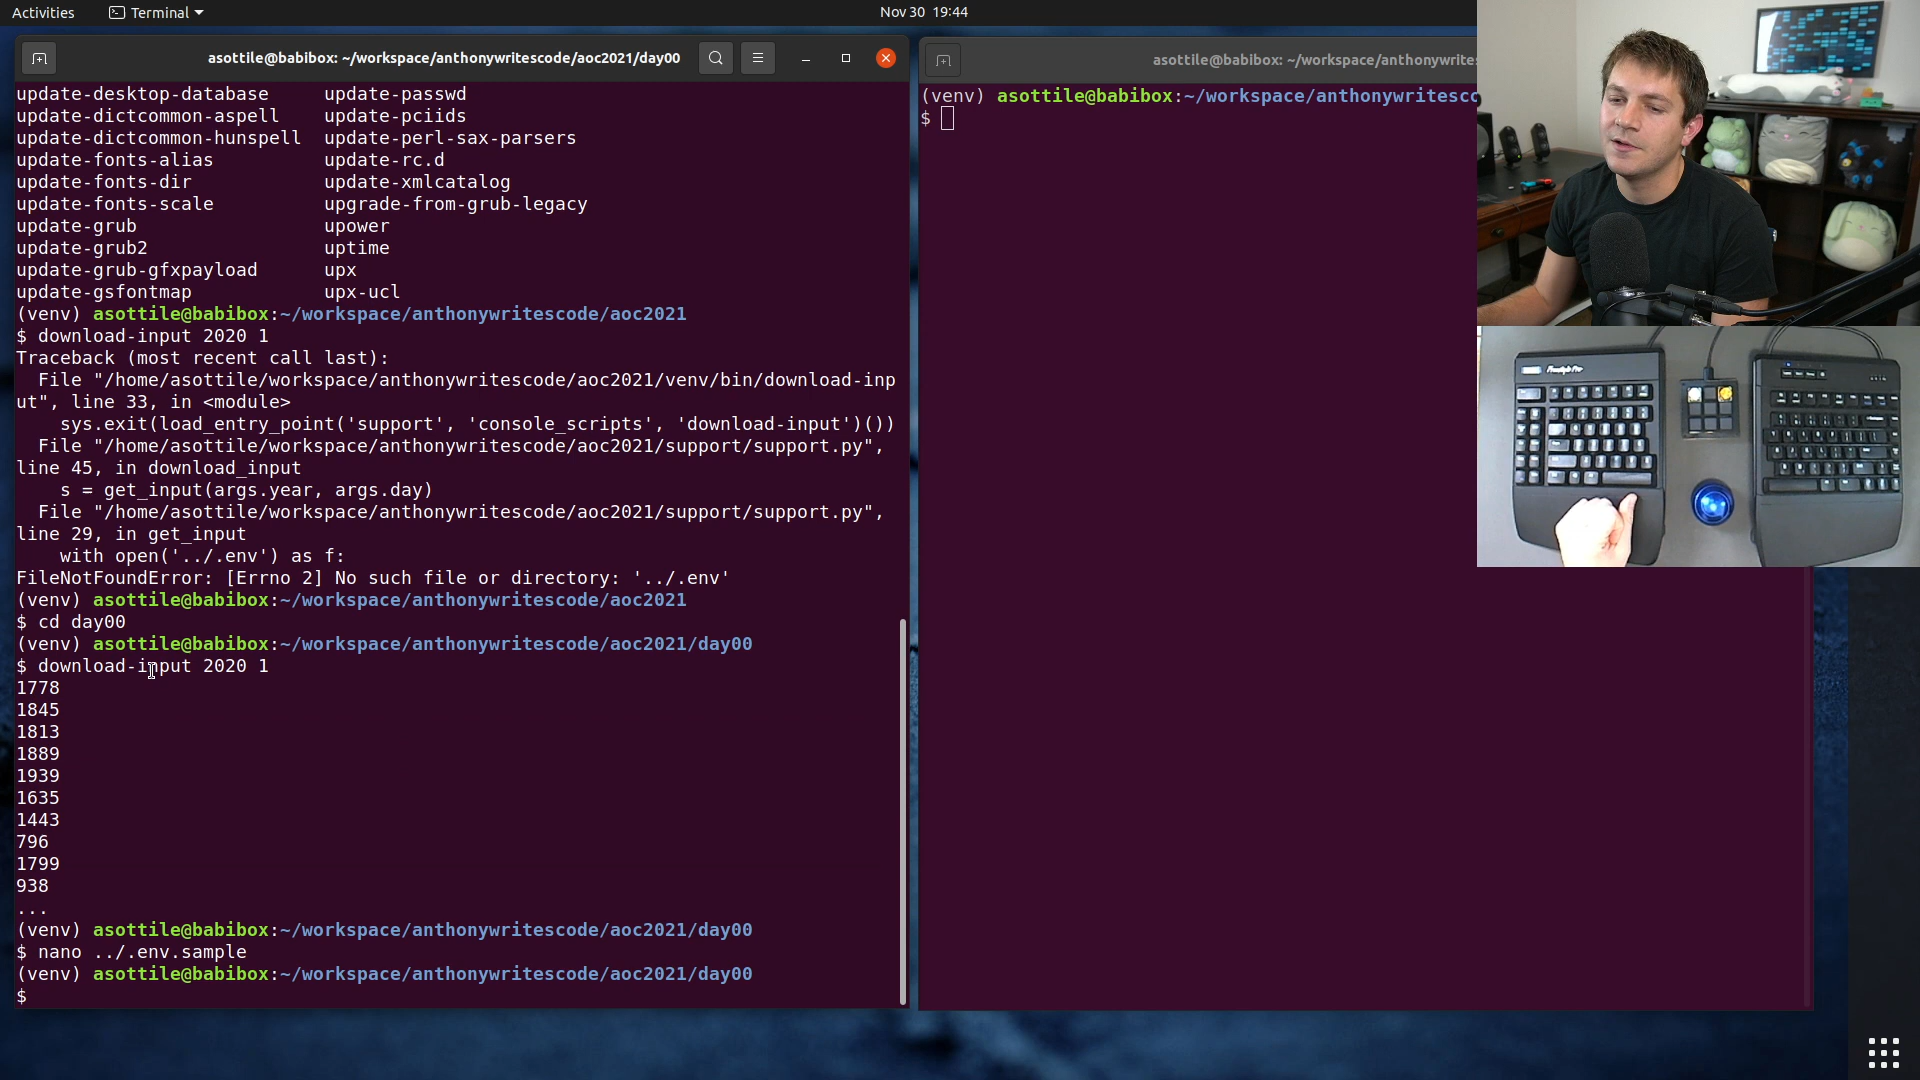 Activities
Terminal
Nov 30 19:44
asottile@babibox: ~/workspace/anthonywritescode/aoc2021/day00
update-desktop-database update-passwd
update-dictcommon-aspell update-pciids
update-dictcommon-hunspell update-perl-sax-parsers
update-fonts-alias update-rc.d
update-fonts-dir update-xmlcatalog
update-fonts-scale upgrade-from-grub-legacy
update-grub upower
update-grub2 uptime
update-grub-gfxpayload upx
update-gsfontmap upx-ucl
(venv) asottile@babibox:~/workspace/anthonywritescode/aoc2021
$ download-input 2020 1
Traceback (most recent call last):
File "/home/asottile/workspace/anthonywritescode/aoc2021/venv/bin/download-inp
ut", line 33, in <module>
sys.exit(load_entry_point('support', 'console_scripts', 'download-input')())
File "/home/asottile/workspace/anthonywritescode/aoc2021/support/support.py",
line 45, in download_input
s = get_input(args.year, args.day)
File "/home/asottile/workspace/anthonywritescode/aoc2021/support/support.py",
line 29, in get_input
with open('../.env') as f:
FileNotFoundError: [Errno 2] No such file or directory: '../.env'
(venv) asottile@babibox:~/workspace/anthonywritescode/aoc2021
$ cd day00
(venv) asottile@babibox:~/workspace/anthonywritescode/aoc2021/day00
$ download-input 2020 1
1778
1845
1813
1889
1939
1635
1443
796
1799
938
...
(venv) asottile@babibox:~/workspace/anthonywritescode/aoc2021/day00
$ nano ../.env.sample
(venv) asottile@babibox:~/workspace/anthonywritescode/aoc2021/day00
$
asottile@babibox: ~/workspace/anthonywrites
(venv) asottile@babibox:~/workspace/anthonywritesco
$
Freestyle Pro